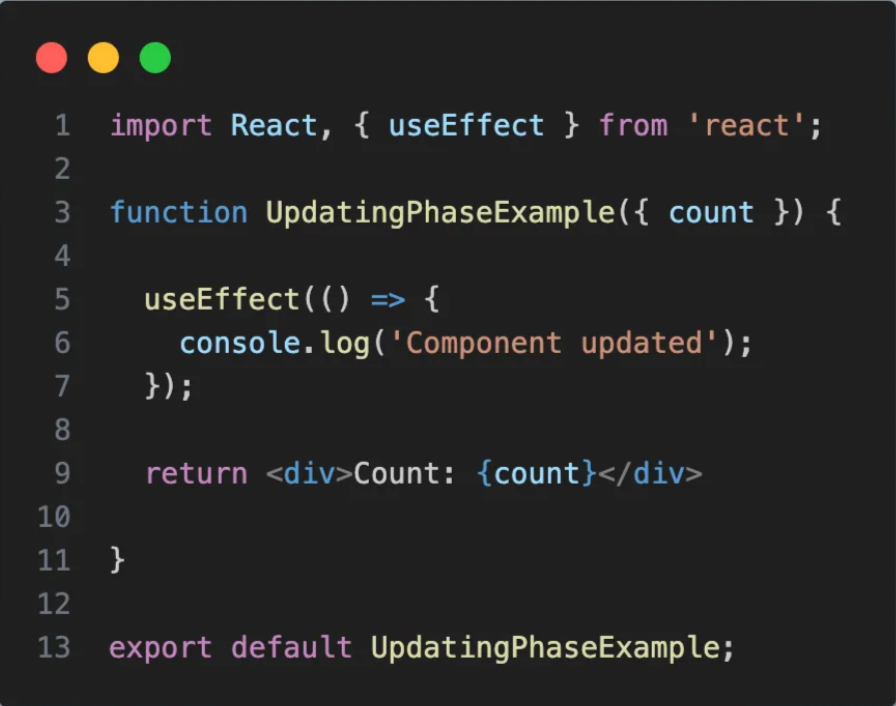 1 import React, { useEffect } from 'react';
2
3 function UpdatingPhaseExample({ count }) {
4
5 useEffect(() => {
6 console.log('Component updated');
7 });
8
9 return <div>Count: {count}</div>
10
11 }
12
13 export default UpdatingPhaseExample;